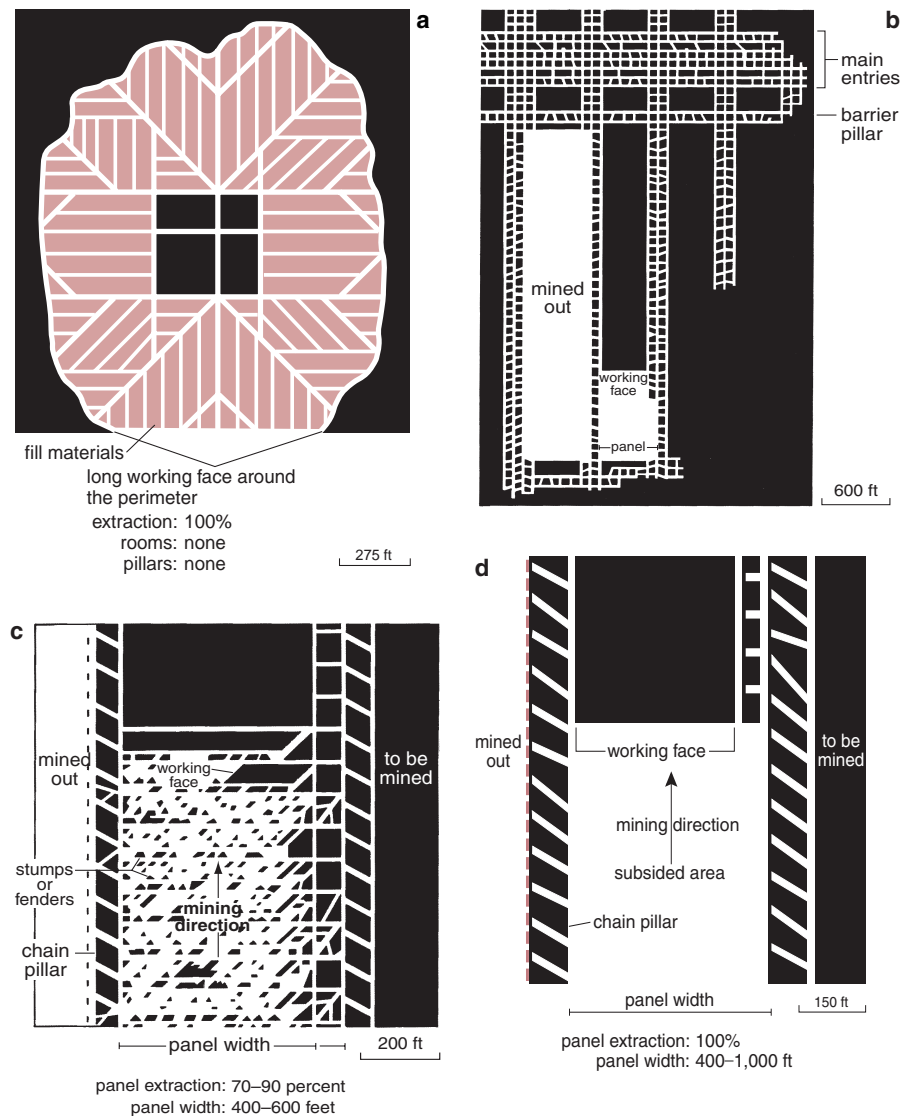 a
fill materials
long working face around
the perimeter
extraction: 100%
rooms: none
pillars: none
275 ft
b
main
entries
barrier
pillar
mined
out
working
face
panel
600 ft
c
mined
out
working
face
to be
mined
stumps
or
fenders
mining
direction
chain
pillar
panel width
200 ft
panel extraction: 70–90 percent
panel width: 400–600 feet
d
mined
out
working face
to be
mined
mining direction
subsided area
chain pillar
panel width
150 ft
panel extraction: 100%
panel width: 400–1,000 ft